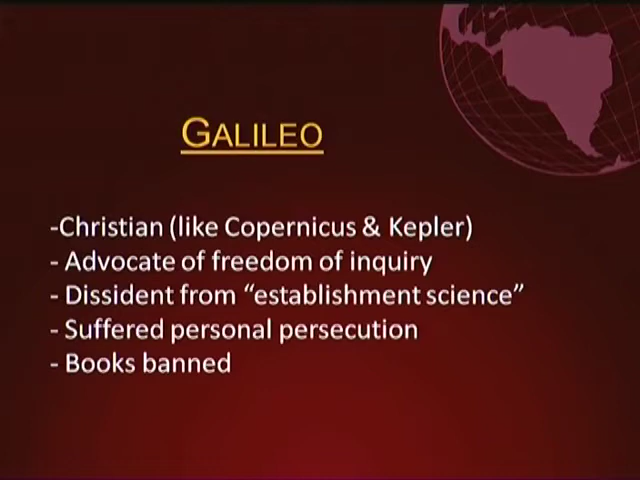 GALILEO
-Christian (like Copernicus & Kepler)
- Advocate of freedom of inquiry
- Dissident from “establishment science”
- Suffered personal persecution
- Books banned